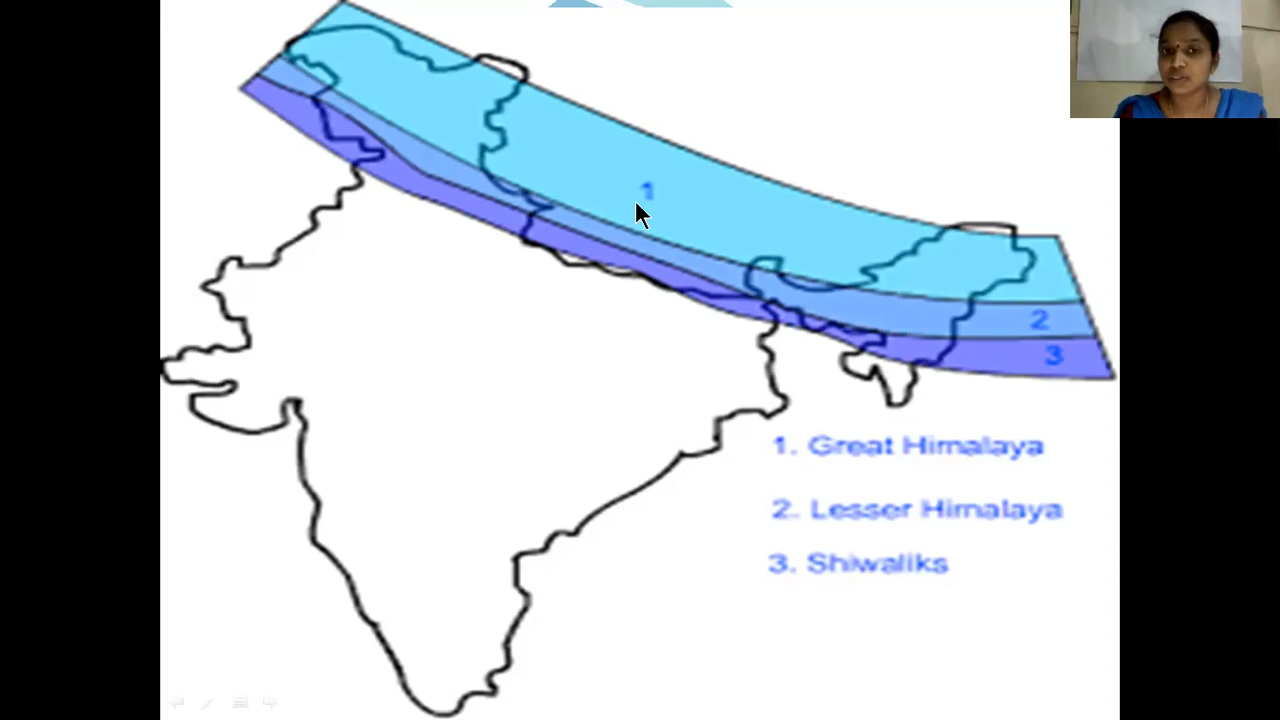 1
2
3
1. Great Himalaya
2. Lesser Himalaya
3. Shiwaliks